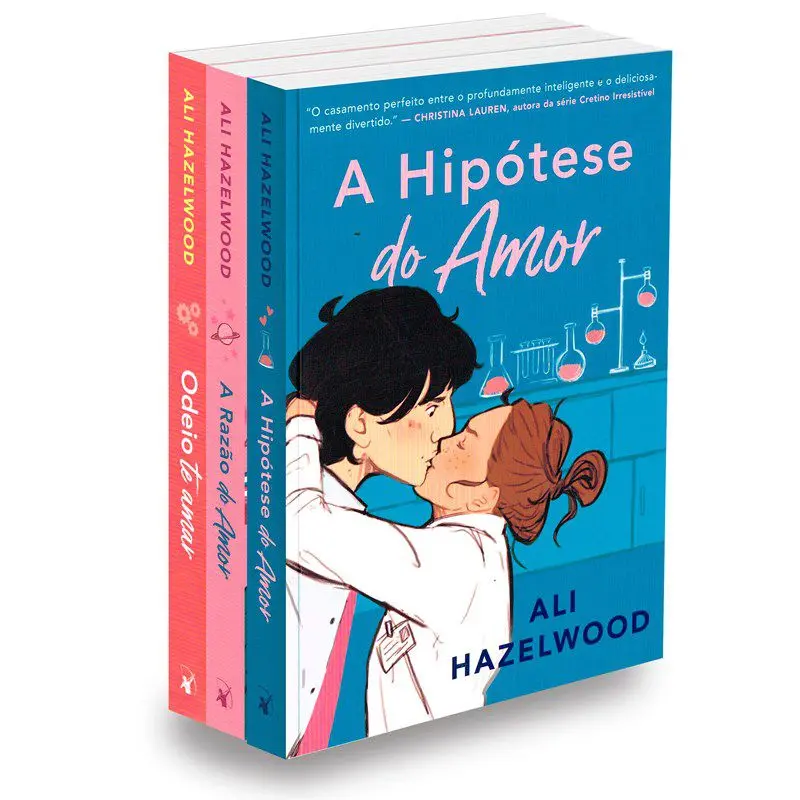 ALI HAZELWOOD
Odeio te amar
ALI HAZELWOOD
A Razão do Amor
ALI HAZELWOOD
A Hipótese do Amor
"O casamento perfeito entre o profundamente inteligente e o deliciosa-
mente divertido." — CHRISTINA LAUREN, autora da série Cretino Irresistível
A Hipótese
do Amor
ALI
HAZELWOOD